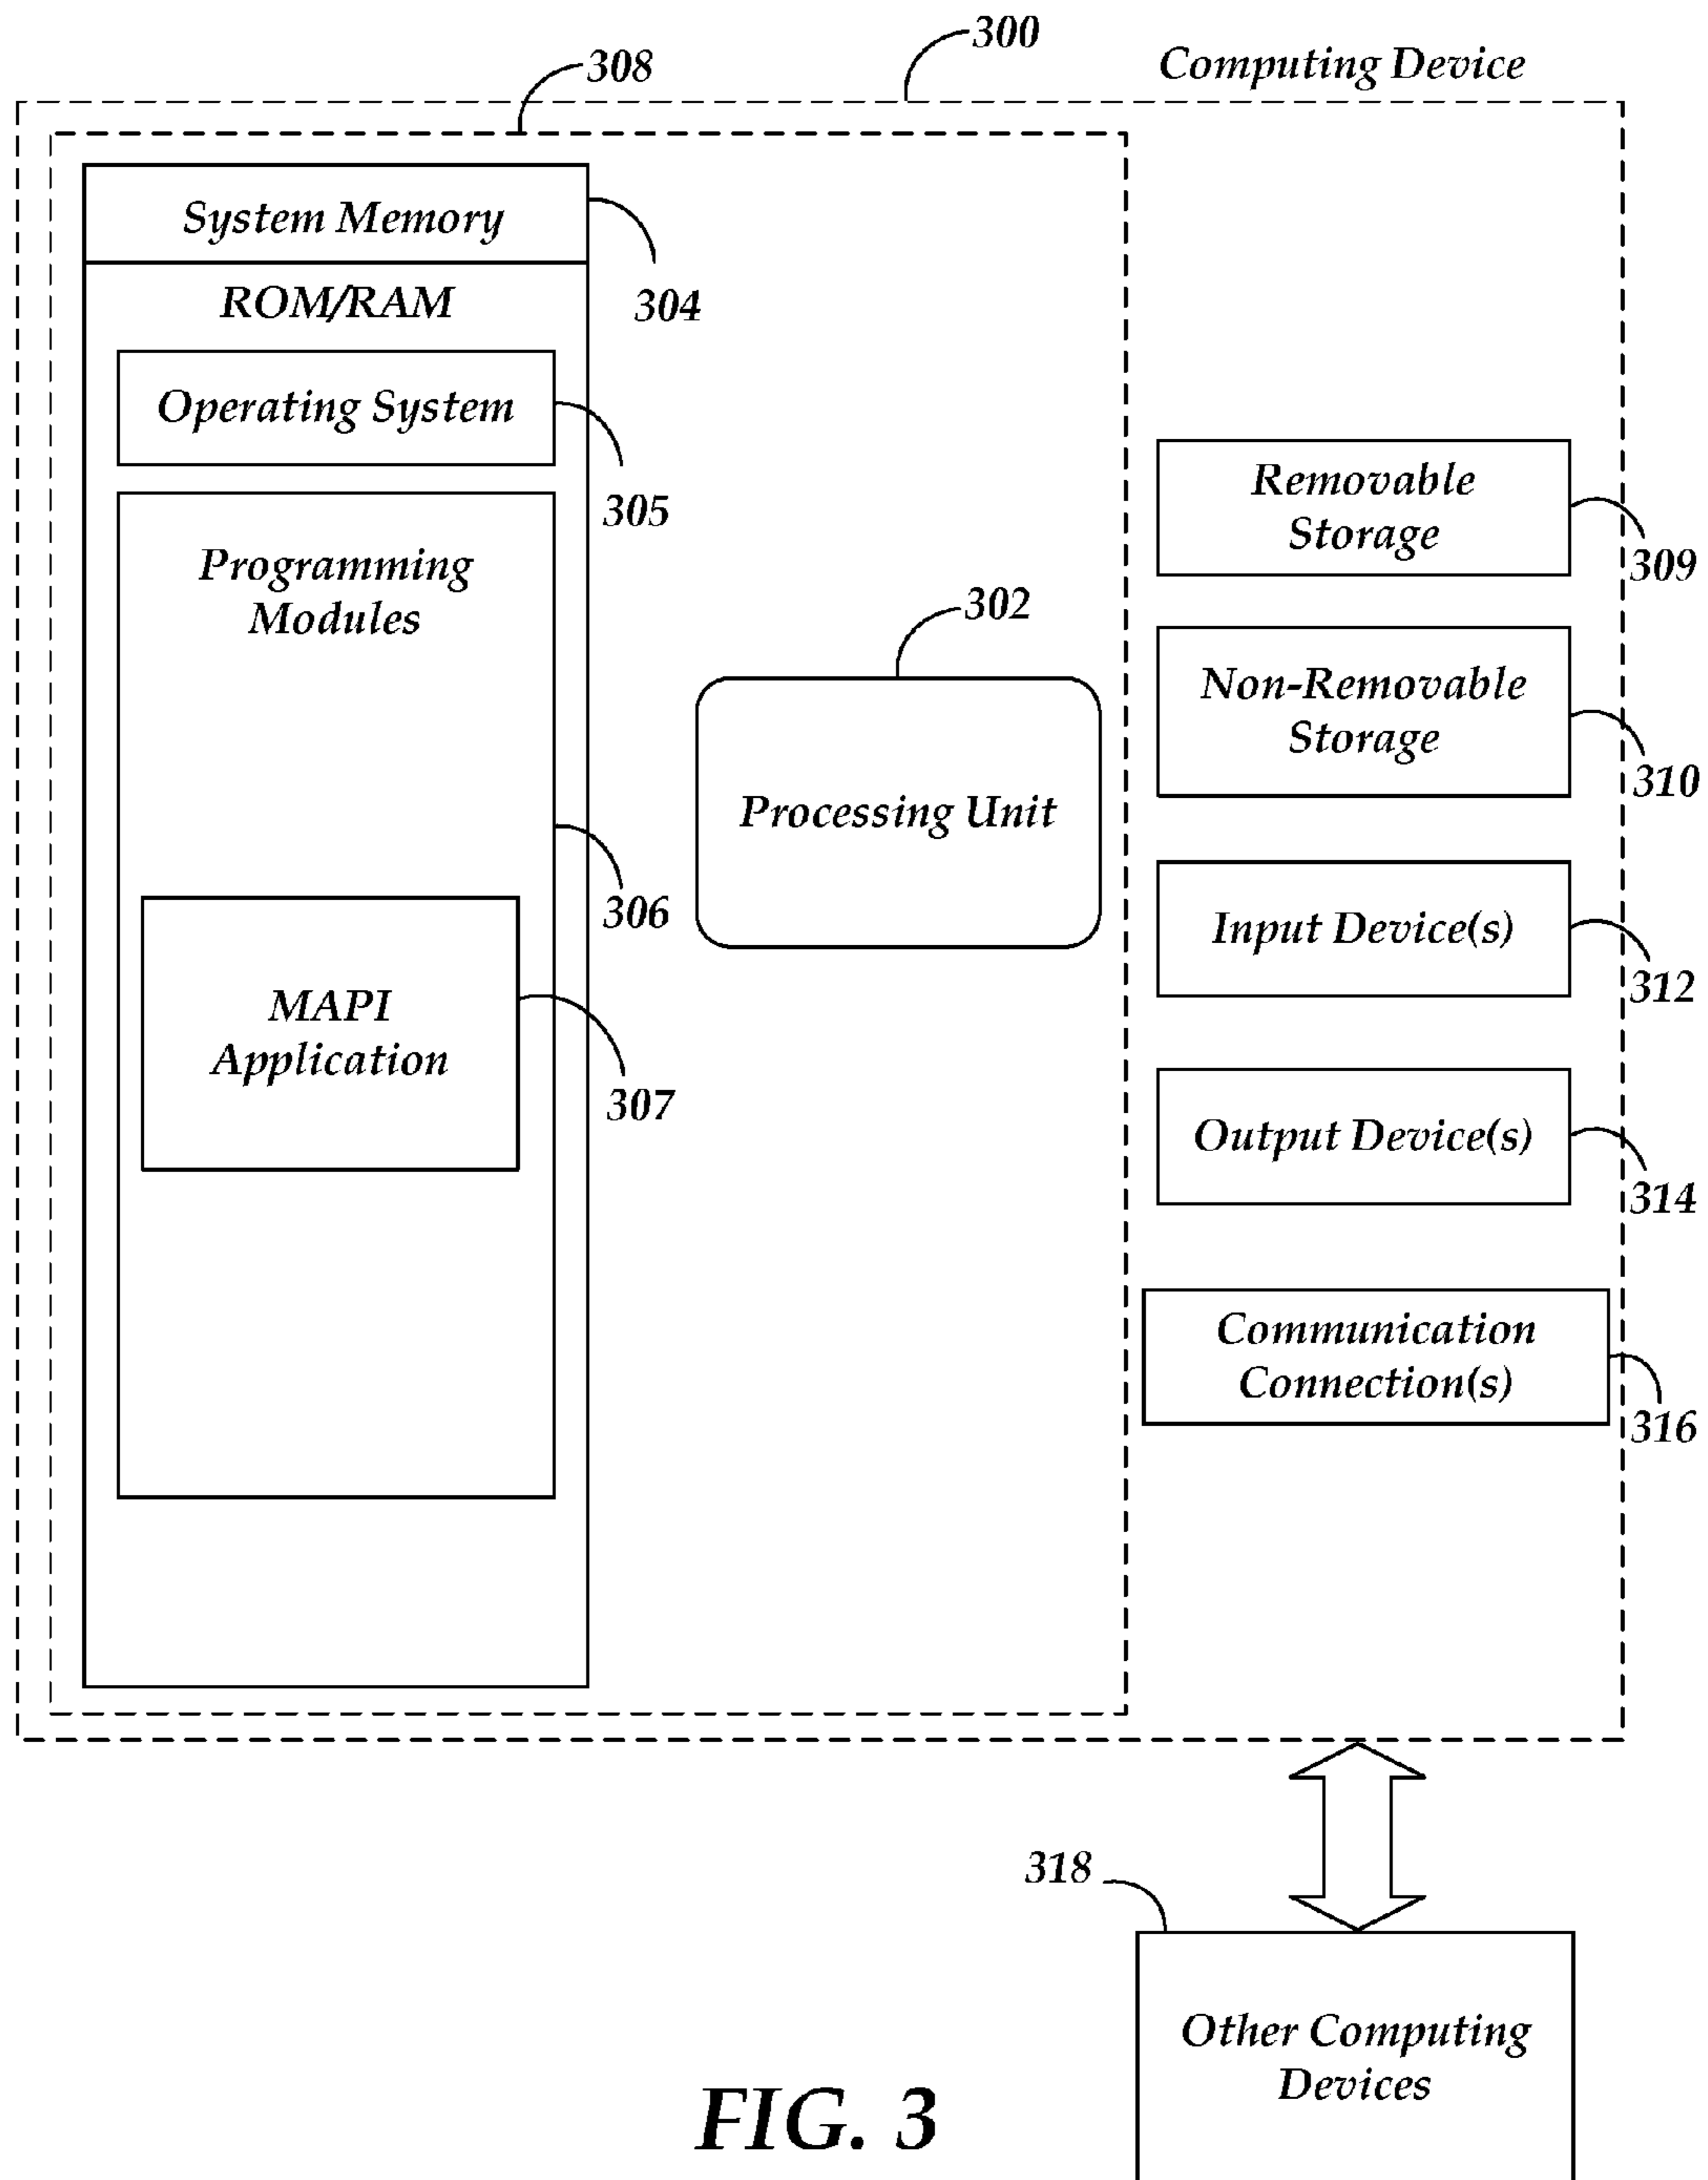 300
Computing Device
308
System Memory
304
ROM/RAM
Operating System
305
Programming
Modules
306
MAPI
Application
307
302
Processing Unit
Removable
Storage
309
Non-Removable
Storage
310
Input Device(s)
312
Output Device(s)
314
Communication
Connection(s)
316
318
Other Computing
Devices
FIG. 3